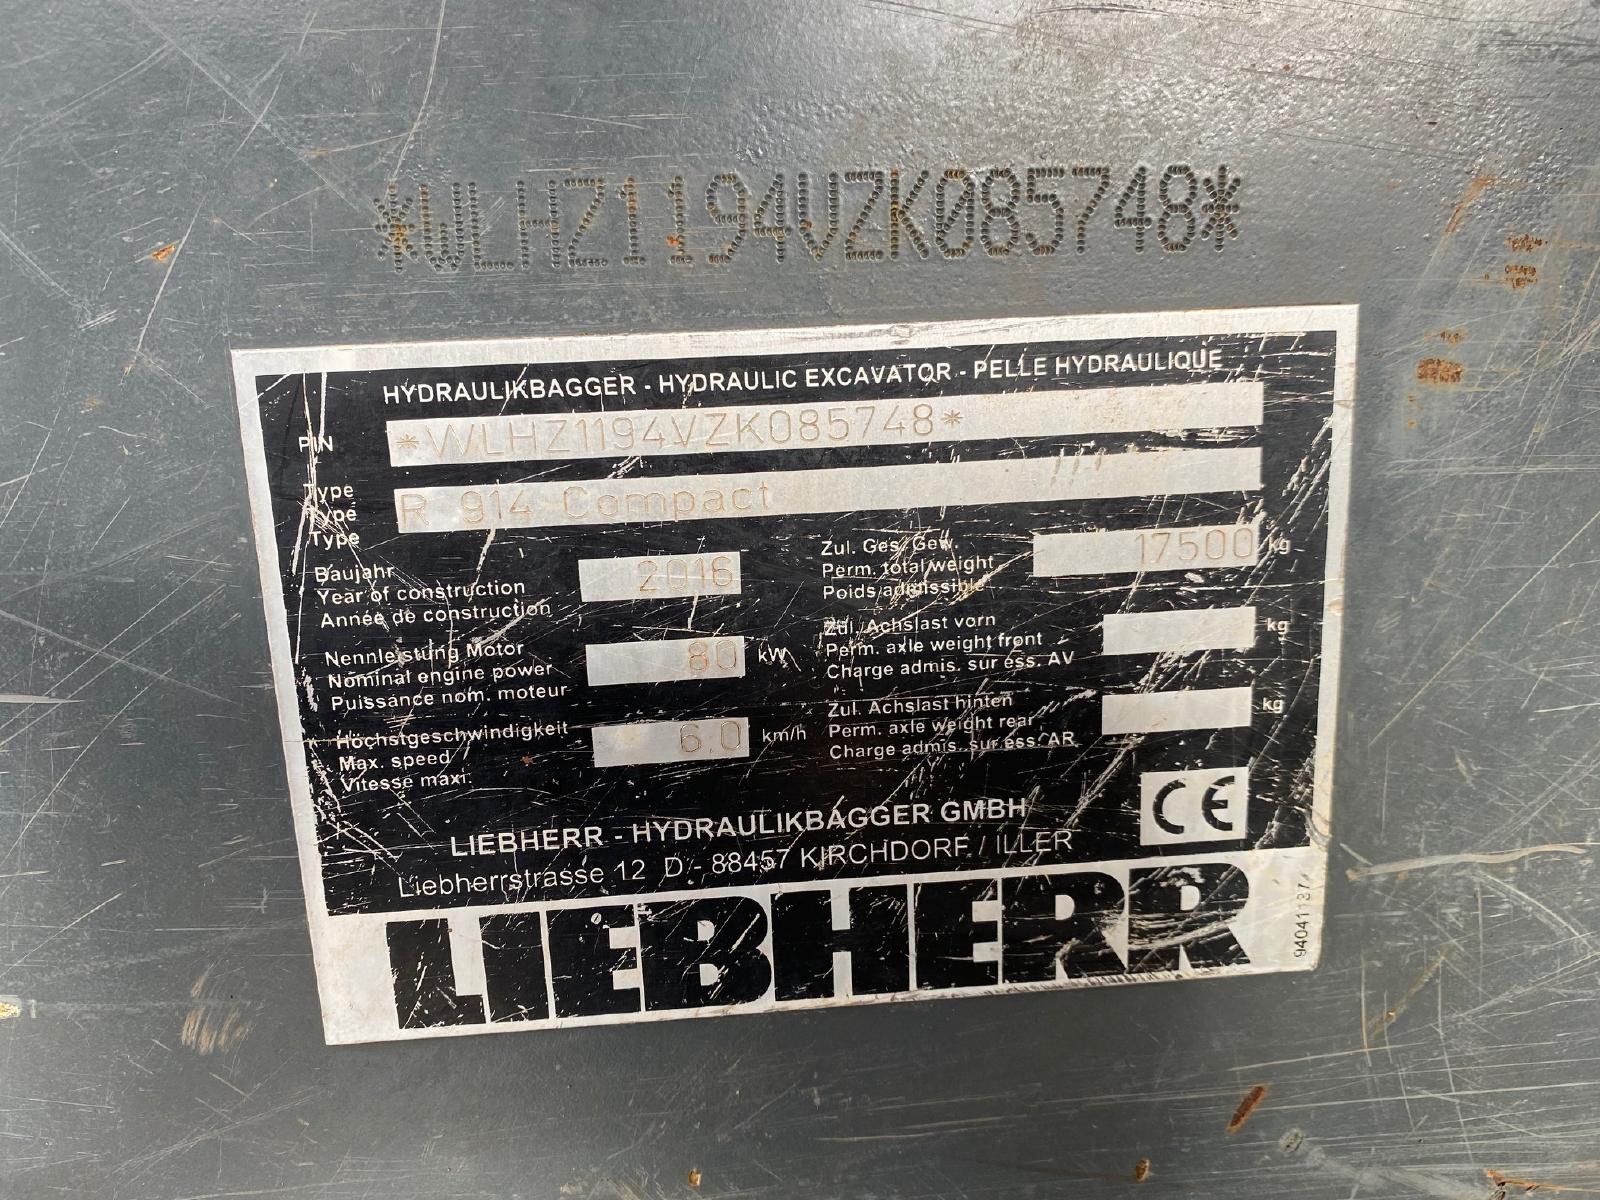 *WLHZ1194VZK085748*
HYDRAULIKBAGGER - HYDRAULIC EXCAVATOR - PELLE HYDRAULIQUE
PIN *WLHZ1194VZK085748*
Type
Type R 914 Compact
Type
Baujahr
Year of construction 2016
Année de construction
Zul. Ges. Gew.
Perm. total weight 17500 kg
Poids admissible
Nennleistung Motor
Nominal engine power 80 kW
Puissance nom. moteur
Zul. Achslast vorn
Perm. axle weight front kg
Charge admis. sur ess. AV
Höchstgeschwindigkeit
Max. speed 6.0 km/h
Vitesse maxi.
Zul. Achslast hinten
Perm. axle weight rear kg
Charge admis. sur ess. AR
CE
LIEBHERR - HYDRAULIKBAGGER GMBH
Liebherrstrasse 12 D - 88457 KIRCHDORF / ILLER
LIEBHERR
94041137